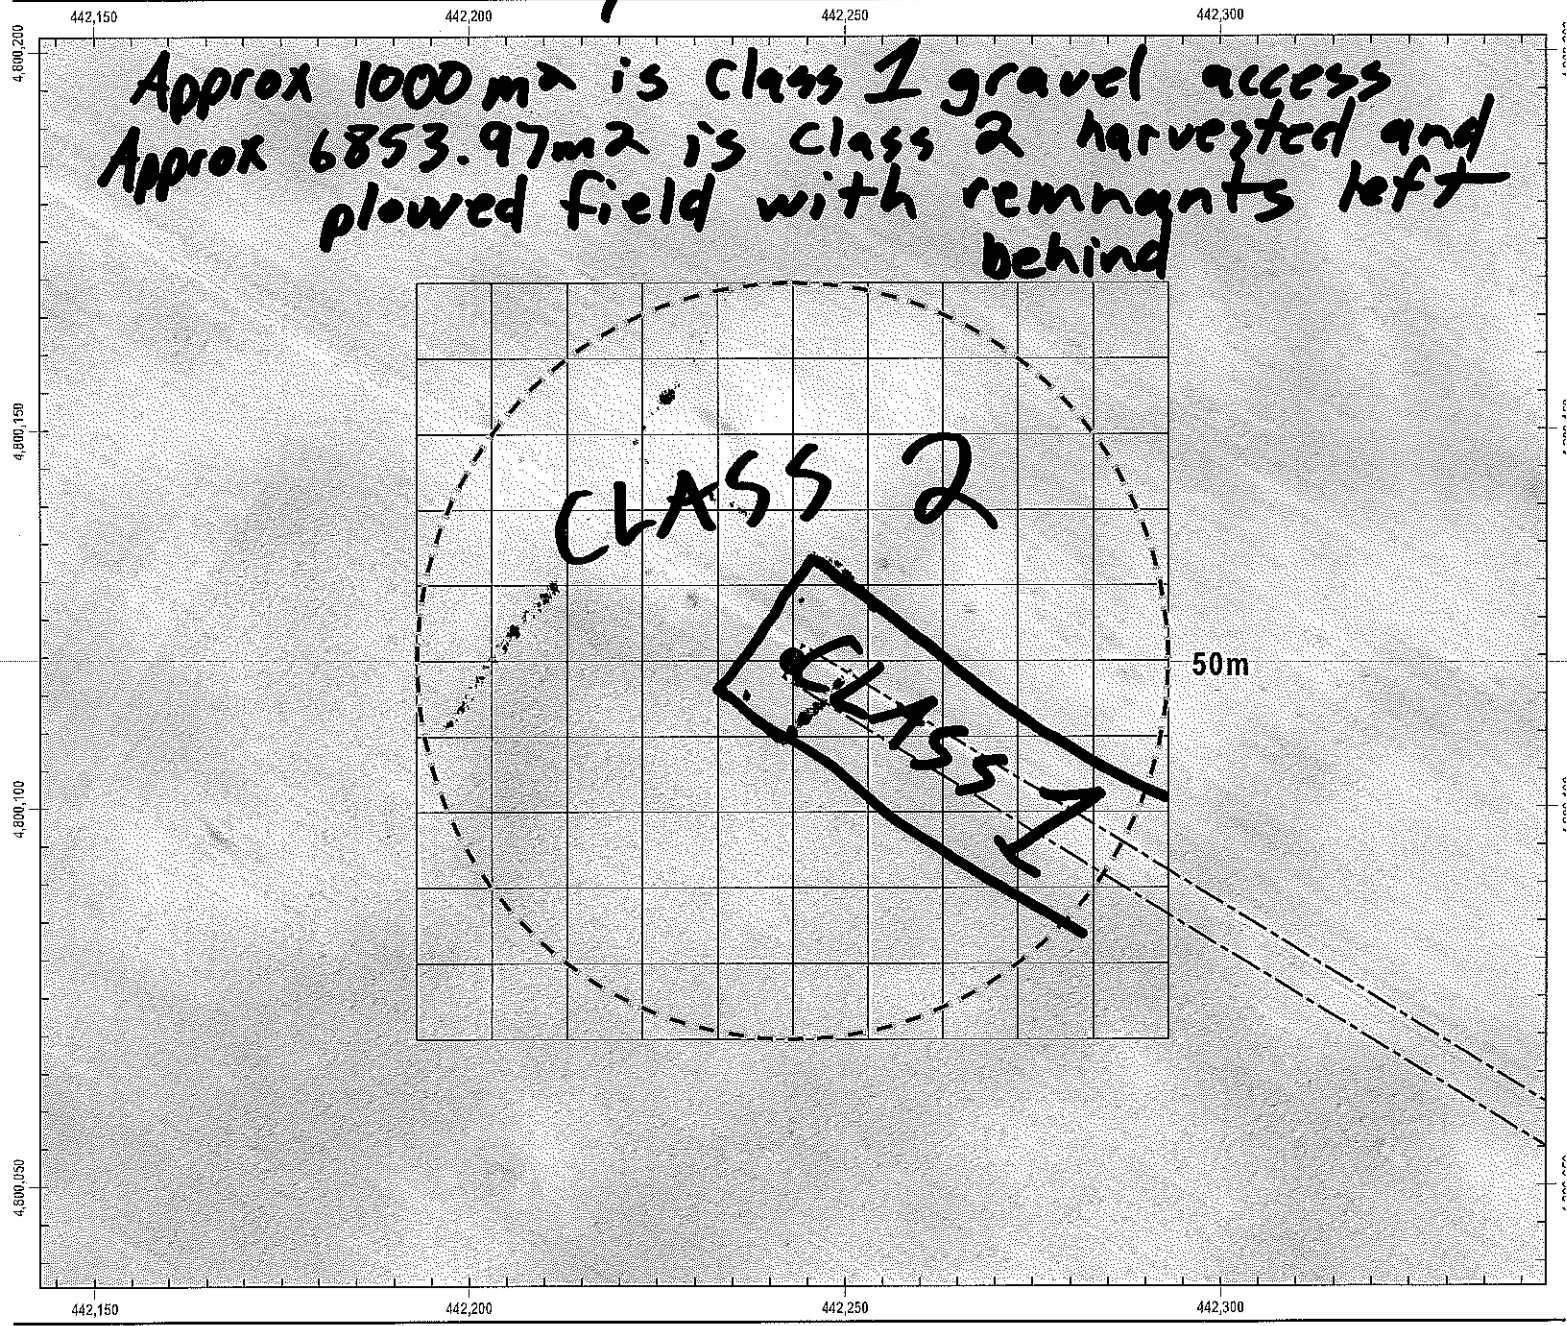 442,150 442,200 442,250 442,300
4,800,200
Approx 1000 m2 is class 1 gravel access
Approx 6853.97m2 is class 2 harvested and
plowed field with remnants left
behind
4,800,150
CLASS 2
50m
CLASS 1
4,800,100
4,800,050
442,150 442,200 442,250 442,300